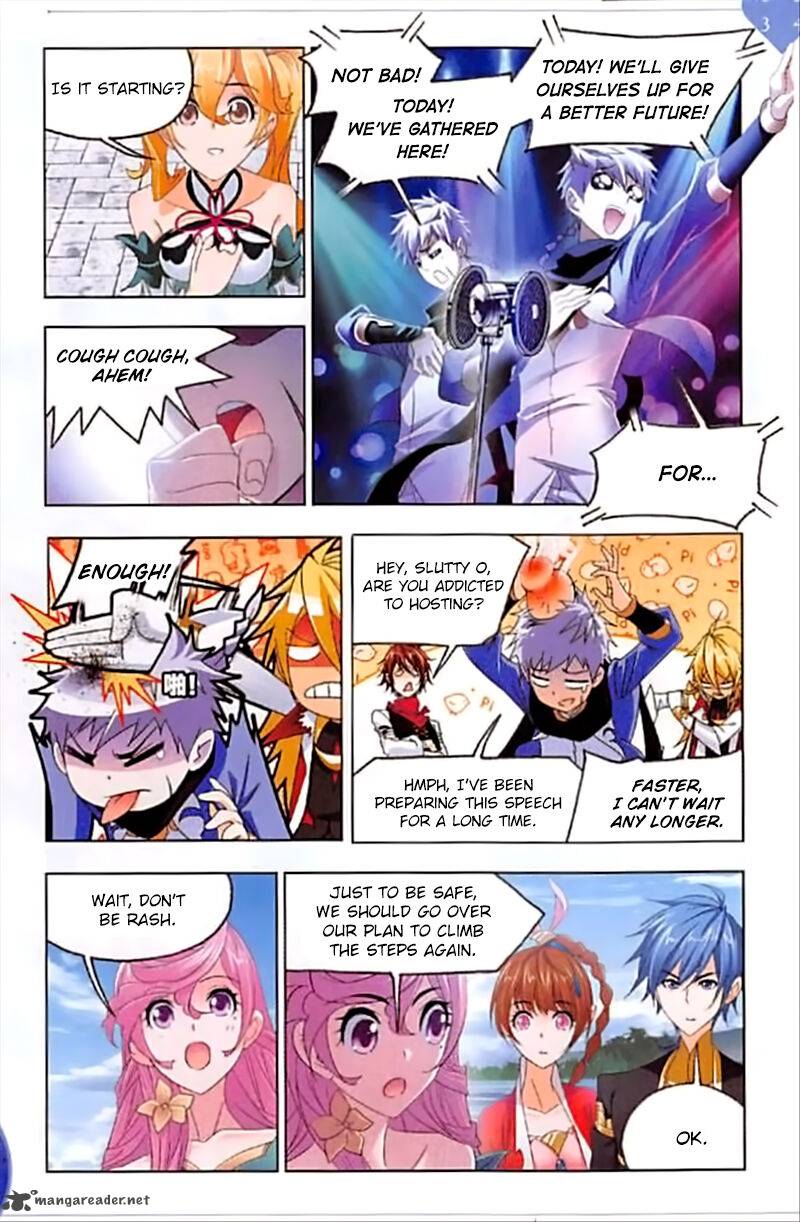 3
IS IT STARTING?
NOT BAD!
TODAY!
WE'VE GATHERED
HERE!
TODAY! WE'LL GIVE
OURSELVES UP FOR
A BETTER FUTURE!
COUGH COUGH,
AHEM!
FOR...
ENOUGH!
HEY, SLUTTY O,
ARE YOU ADDICTED
TO HOSTING?
Pi
Pi
HMPH, I'VE BEEN
PREPARING THIS SPEECH
FOR A LONG TIME.
FASTER,
I CAN'T WAIT
ANY LONGER.
WAIT, DON'T
BE RASH.
JUST TO BE SAFE,
WE SHOULD GO OVER
OUR PLAN TO CLIMB
THE STEPS AGAIN.
OK.
mangareader.net